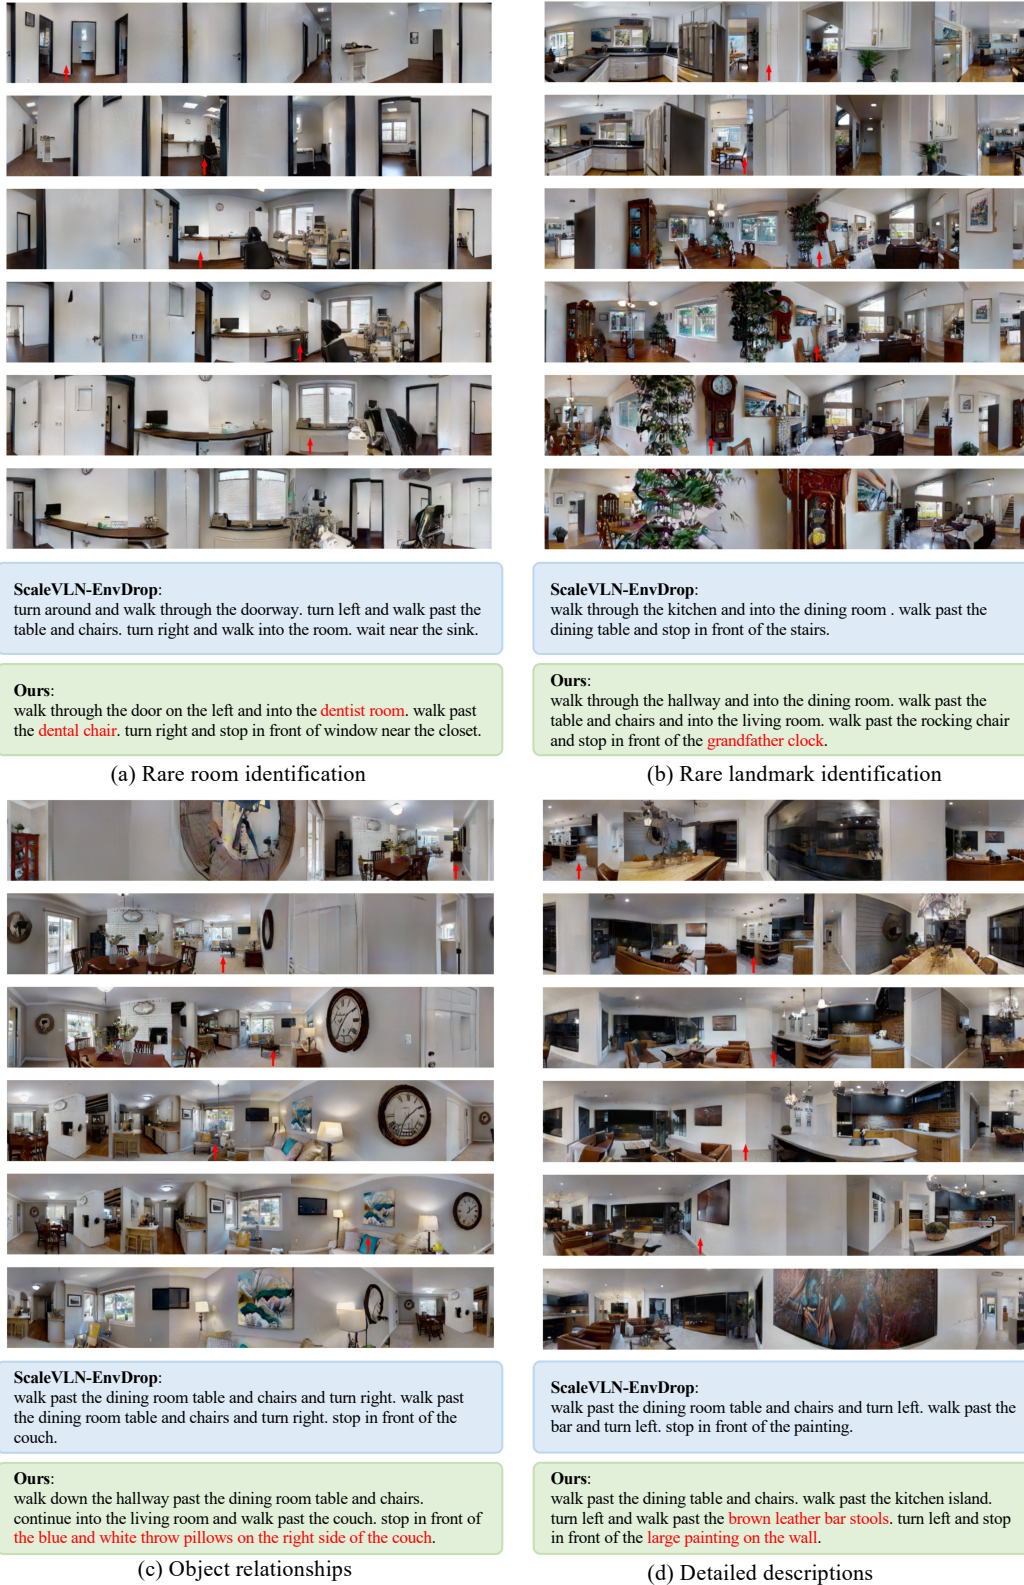 ScaleVLN-EnvDrop:
turn around and walk through the doorway. turn left and walk past the
table and chairs. turn right and walk into the room. wait near the sink.
Ours:
walk through the door on the left and into the dentist room. walk past
the dental chair. turn right and stop in front of window near the closet.
(a) Rare room identification
ScaleVLN-EnvDrop:
walk through the kitchen and into the dining room . walk past the
dining table and stop in front of the stairs.
Ours:
walk through the hallway and into the dining room. walk past the
table and chairs and into the living room. walk past the rocking chair
and stop in front of the grandfather clock.
(b) Rare landmark identification
ScaleVLN-EnvDrop:
walk past the dining room table and chairs and turn right. walk past
the dining room table and chairs and turn right. stop in front of the
couch.
Ours:
walk down the hallway past the dining room table and chairs.
continue into the living room and walk past the couch. stop in front of
the blue and white throw pillows on the right side of the couch.
(c) Object relationships
ScaleVLN-EnvDrop:
walk past the dining room table and chairs and turn left. walk past the
bar and turn left. stop in front of the painting.
Ours:
walk past the dining table and chairs. walk past the kitchen island.
turn left and walk past the brown leather bar stools. turn left and stop
in front of the large painting on the wall.
(d) Detailed descriptions